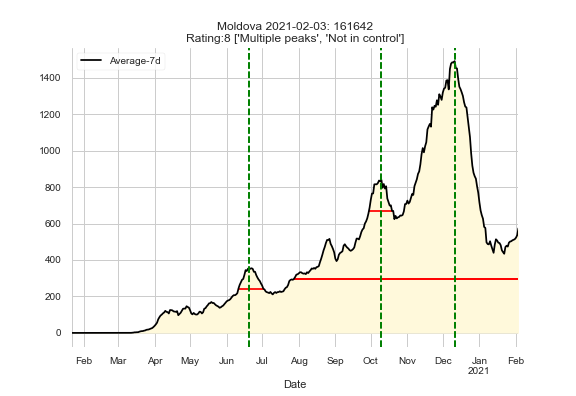 Moldova 2021-02-03: 161642
Rating:8 ['Multiple peaks', 'Not in control']
Average-7d
1400
1200
1000
800
600
400
200
0
Feb Mar Apr May Jun Jul Aug Sep Oct Nov Dec Jan Feb
2021
Date